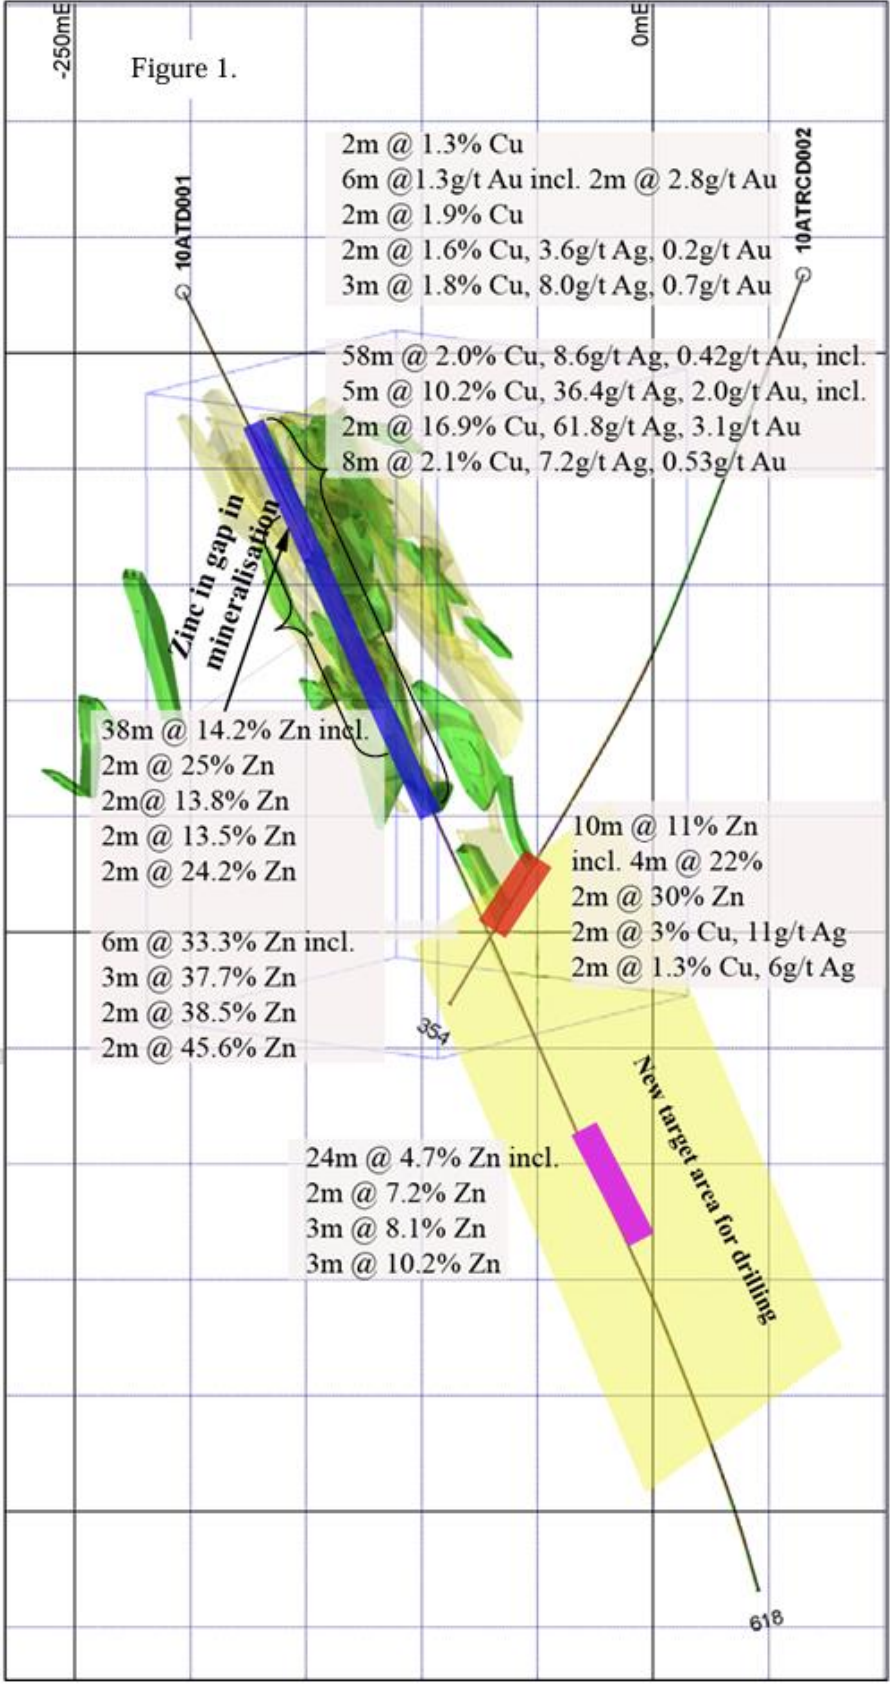 -250mE
0mE
Figure 1.
10ATD001
10ATRCD002
2m @ 1.3% Cu
6m @1.3g/t Au incl. 2m @ 2.8g/t Au
2m @ 1.9% Cu
2m @ 1.6% Cu, 3.6g/t Ag, 0.2g/t Au
3m @ 1.8% Cu, 8.0g/t Ag, 0.7g/t Au
58m @ 2.0% Cu, 8.6g/t Ag, 0.42g/t Au, incl.
5m @ 10.2% Cu, 36.4g/t Ag, 2.0g/t Au, incl.
2m @ 16.9% Cu, 61.8g/t Ag, 3.1g/t Au
8m @ 2.1% Cu, 7.2g/t Ag, 0.53g/t Au
Zinc in gap in
mineralisation
38m @ 14.2% Zn incl.
2m @ 25% Zn
2m@ 13.8% Zn
2m @ 13.5% Zn
2m @ 24.2% Zn
6m @ 33.3% Zn incl.
3m @ 37.7% Zn
2m @ 38.5% Zn
2m @ 45.6% Zn
10m @ 11% Zn
incl. 4m @ 22%
2m @ 30% Zn
2m @ 3% Cu, 11g/t Ag
2m @ 1.3% Cu, 6g/t Ag
354
New target area for drilling
24m @ 4.7% Zn incl.
2m @ 7.2% Zn
3m @ 8.1% Zn
3m @ 10.2% Zn
618